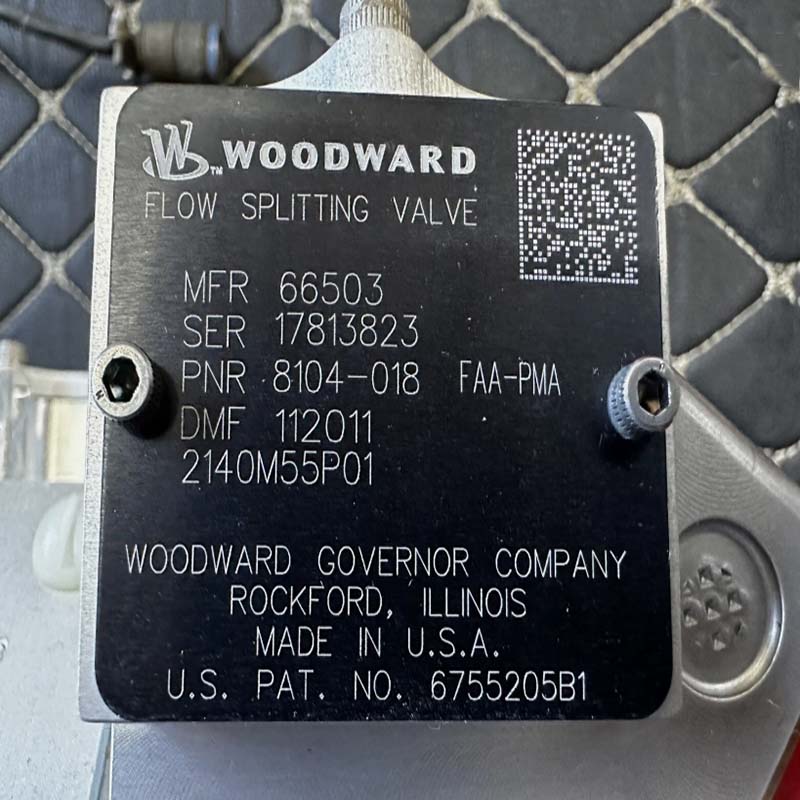 WOODWARD
FLOW SPLITTING VALVE
MFR 66503
SER 17813823
PNR 8104-018 FAA-PMA
DMF 112011
2140M55P01
WOODWARD GOVERNOR COMPANY
ROCKFORD, ILLINOIS
MADE IN U.S.A.
U.S. PAT. NO. 6755205B1